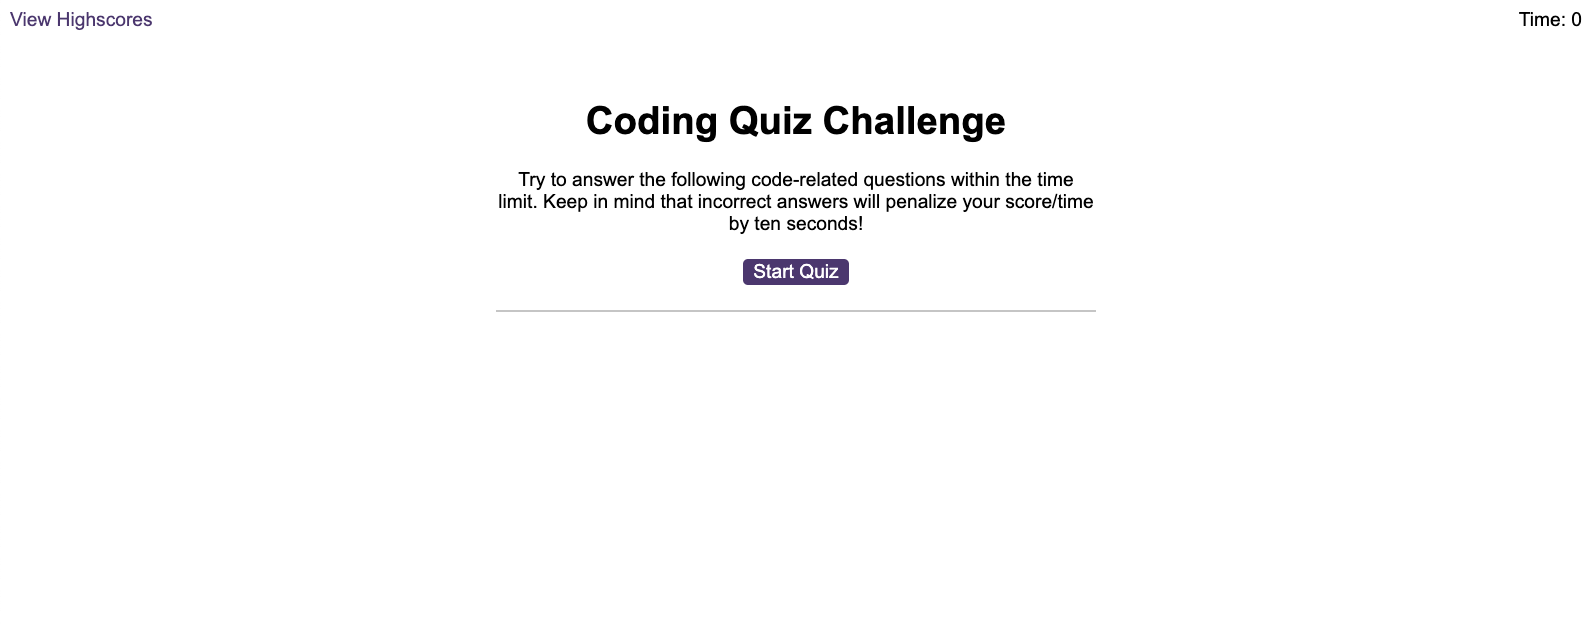 View Highscores
Time: 0
Coding Quiz Challenge
Try to answer the following code-related questions within the time
limit. Keep in mind that incorrect answers will penalize your score/time
by ten seconds!
Start Quiz